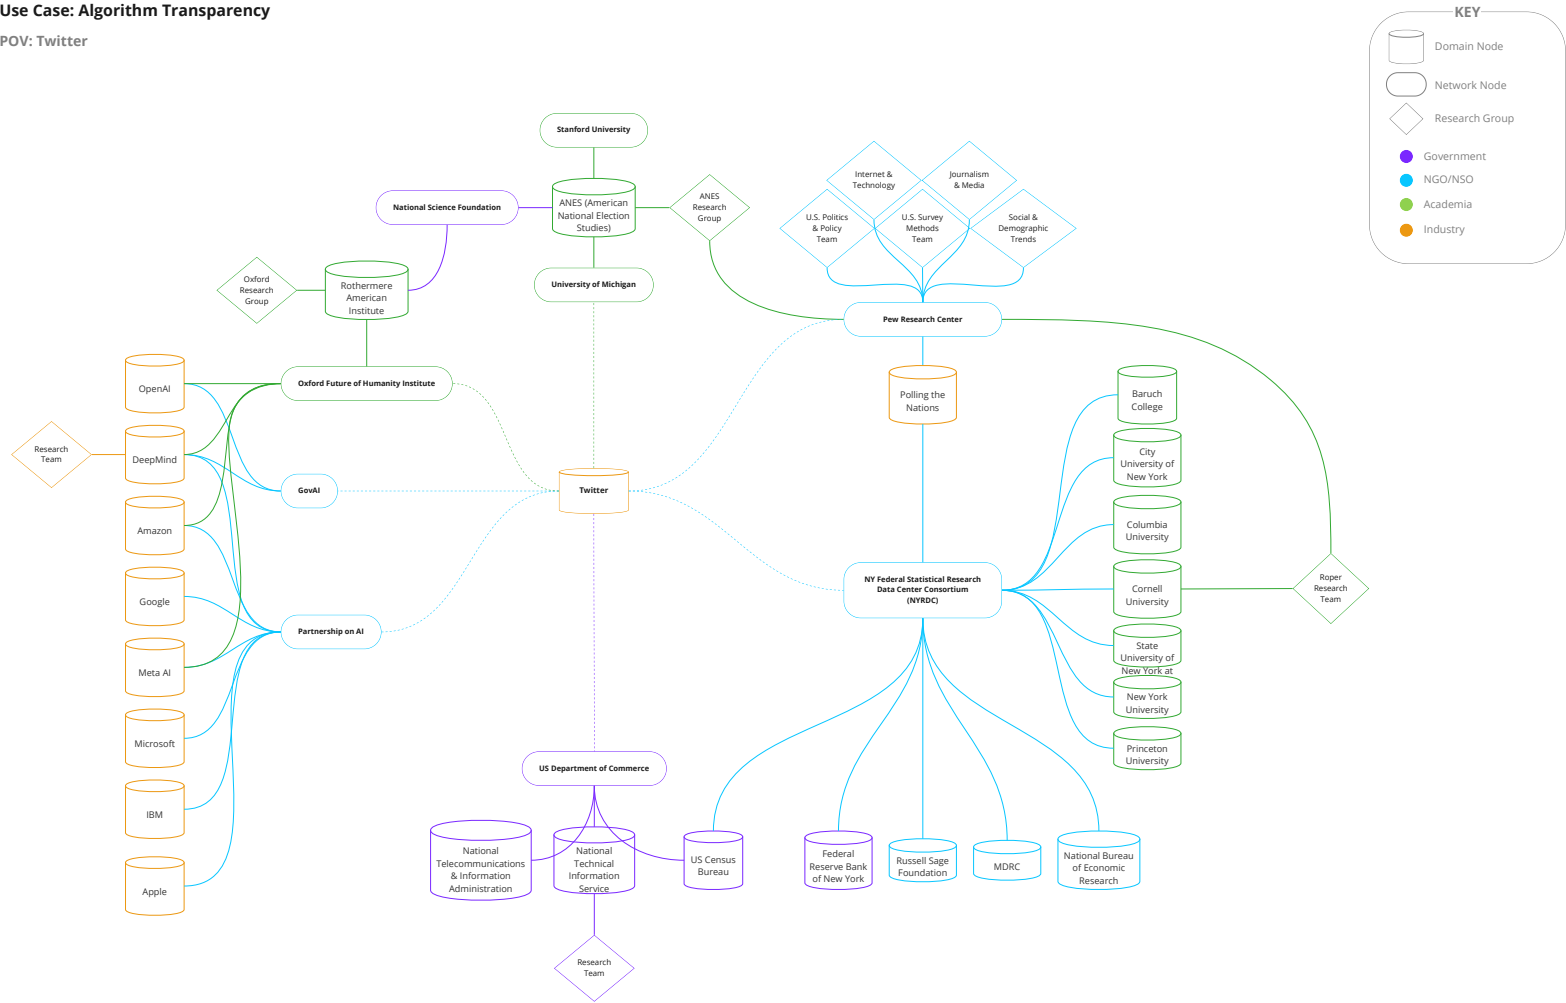 Use Case: Algorithm Transparency
POV: Twitter
KEY
Domain Node
Network Node
Research Group
Government
NGO/NSO
Academia
Industry
Stanford University
National Science Foundation
ANES (American
National Election
Studies)
ANES
Research
Group
University of Michigan
Internet &
Technology
Journalism
& Media
U.S. Politics
& Policy
Team
U.S. Survey
Methods
Team
Social &
Demographic
Trends
Oxford
Research
Group
Rothermere
American
Institute
Pew Research Center
Oxford Future of Humanity Institute
OpenAI
Research
Team
DeepMind
Amazon
Google
Meta AI
Microsoft
IBM
Apple
GovAI
Partnership on AI
Twitter
Polling the
Nations
NY Federal Statistical Research
Data Center Consortium
(NYRDC)
Baruch
College
City
University of
New York
Columbia
University
Cornell
University
State
University of
New York at
New York
University
Princeton
University
Roper
Research
Team
US Department of Commerce
National
Telecommunications
& Information
Administration
National
Technical
Information
Service
US Census
Bureau
Federal
Reserve Bank
of New York
Russell Sage
Foundation
MDRC
National Bureau
of Economic
Research
Research
Team